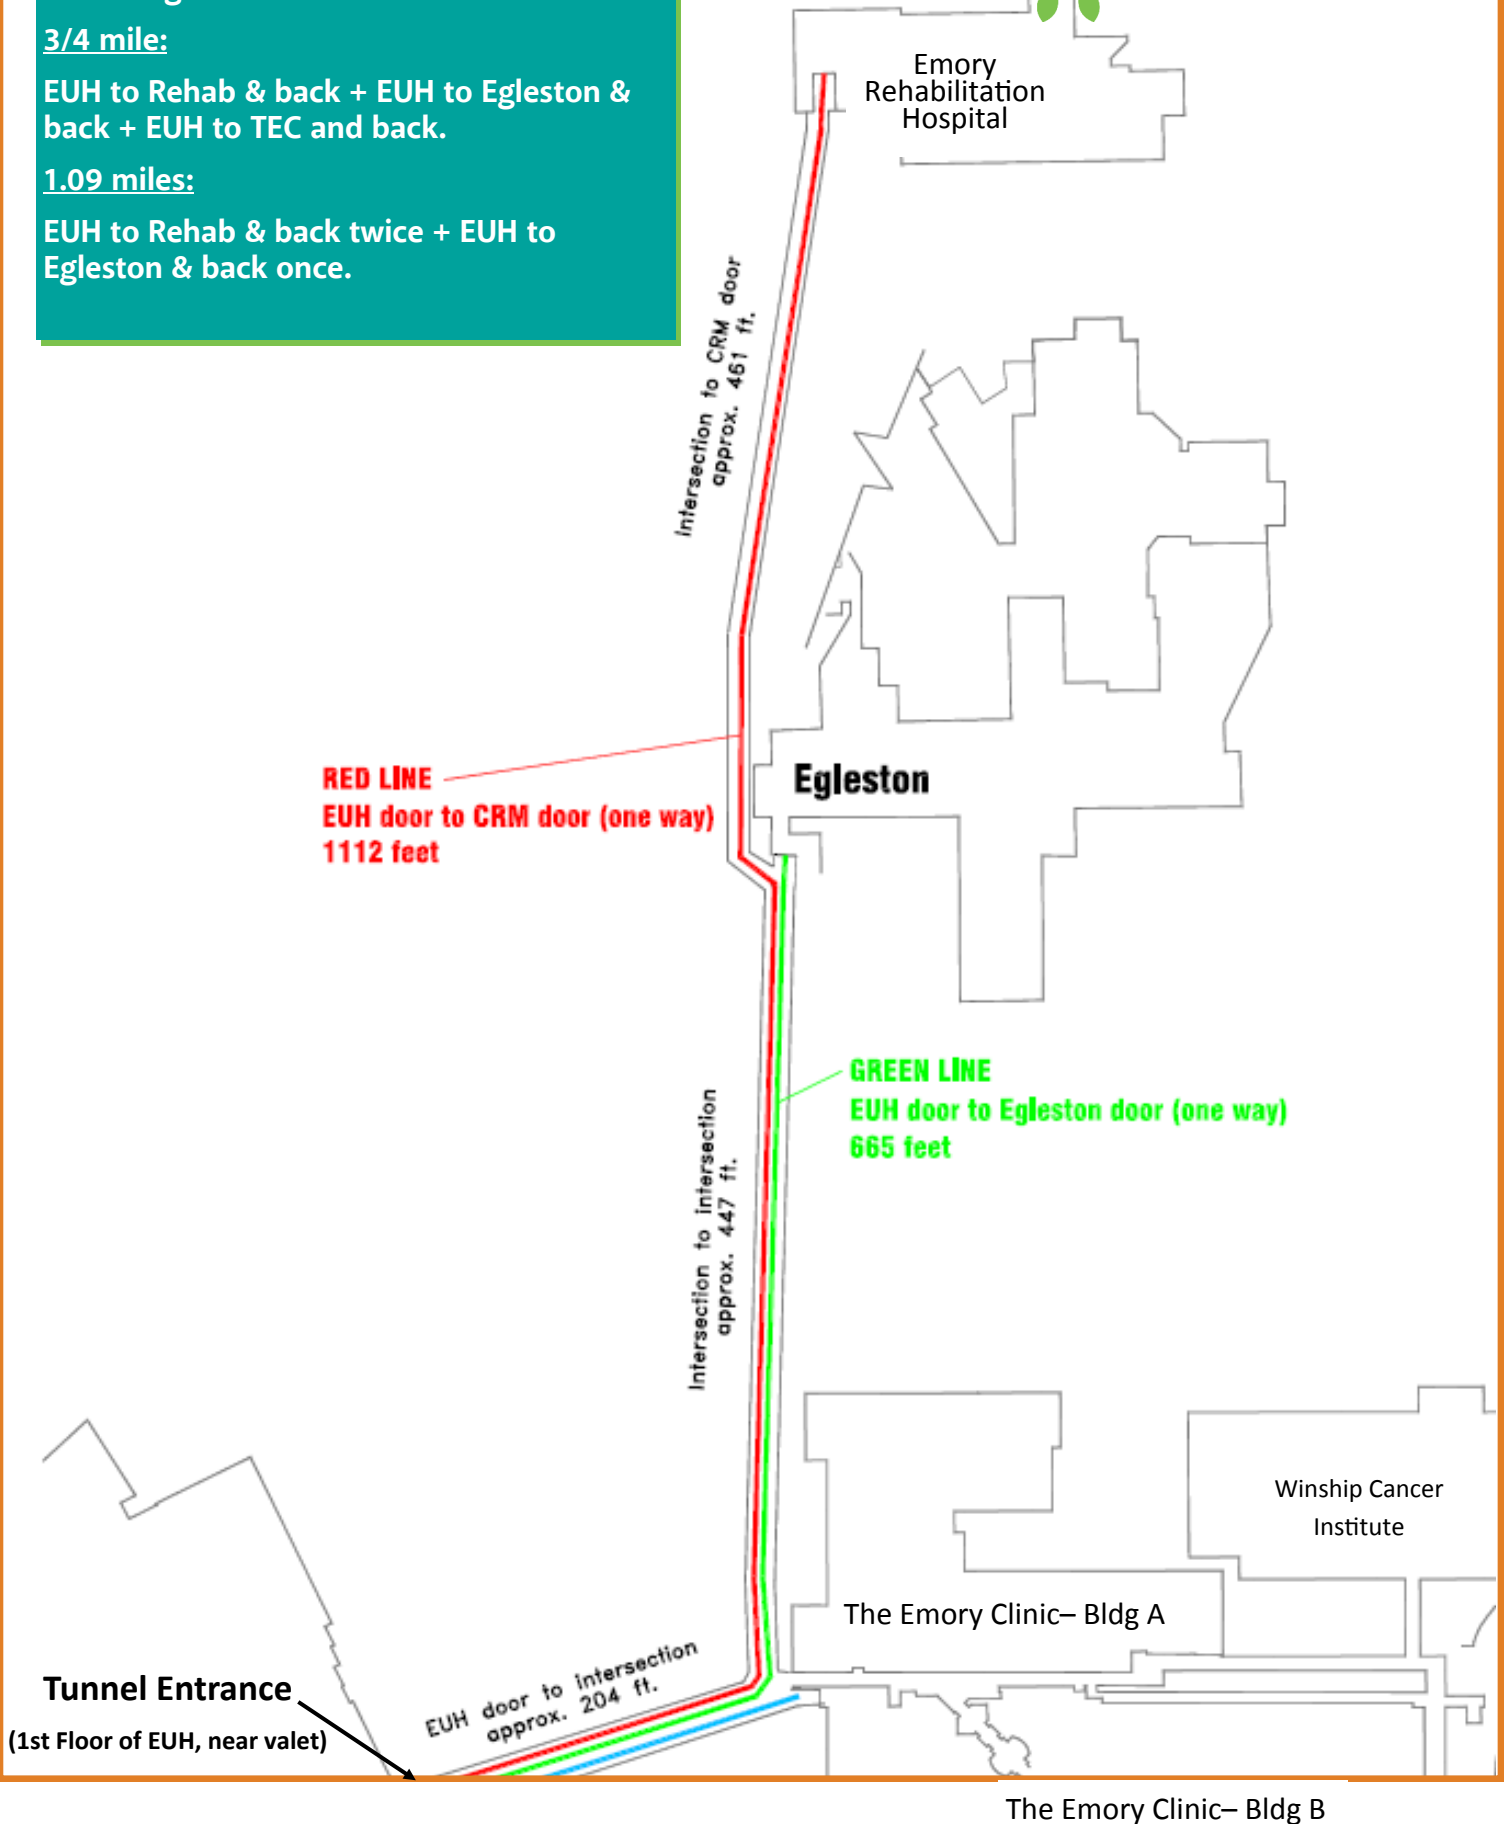 3/4 mile:
EUH to Rehab & back + EUH to Egleston &
back + EUH to TEC and back.
1.09 miles:
EUH to Rehab & back twice + EUH to
Egleston & back once.
Emory
Rehabilitation
Hospital
Intersection to CRM door
approx. 461 ft.
RED LINE
EUH door to CRM door (one way)
1112 feet
Egleston
GREEN LINE
EUH door to Egleston door (one way)
665 feet
Intersection to intersection
approx. 447 ft.
Winship Cancer
Institute
The Emory Clinic– Bldg A
EUH door to intersection
approx. 204 ft.
Tunnel Entrance
(1st Floor of EUH, near valet)
The Emory Clinic– Bldg B